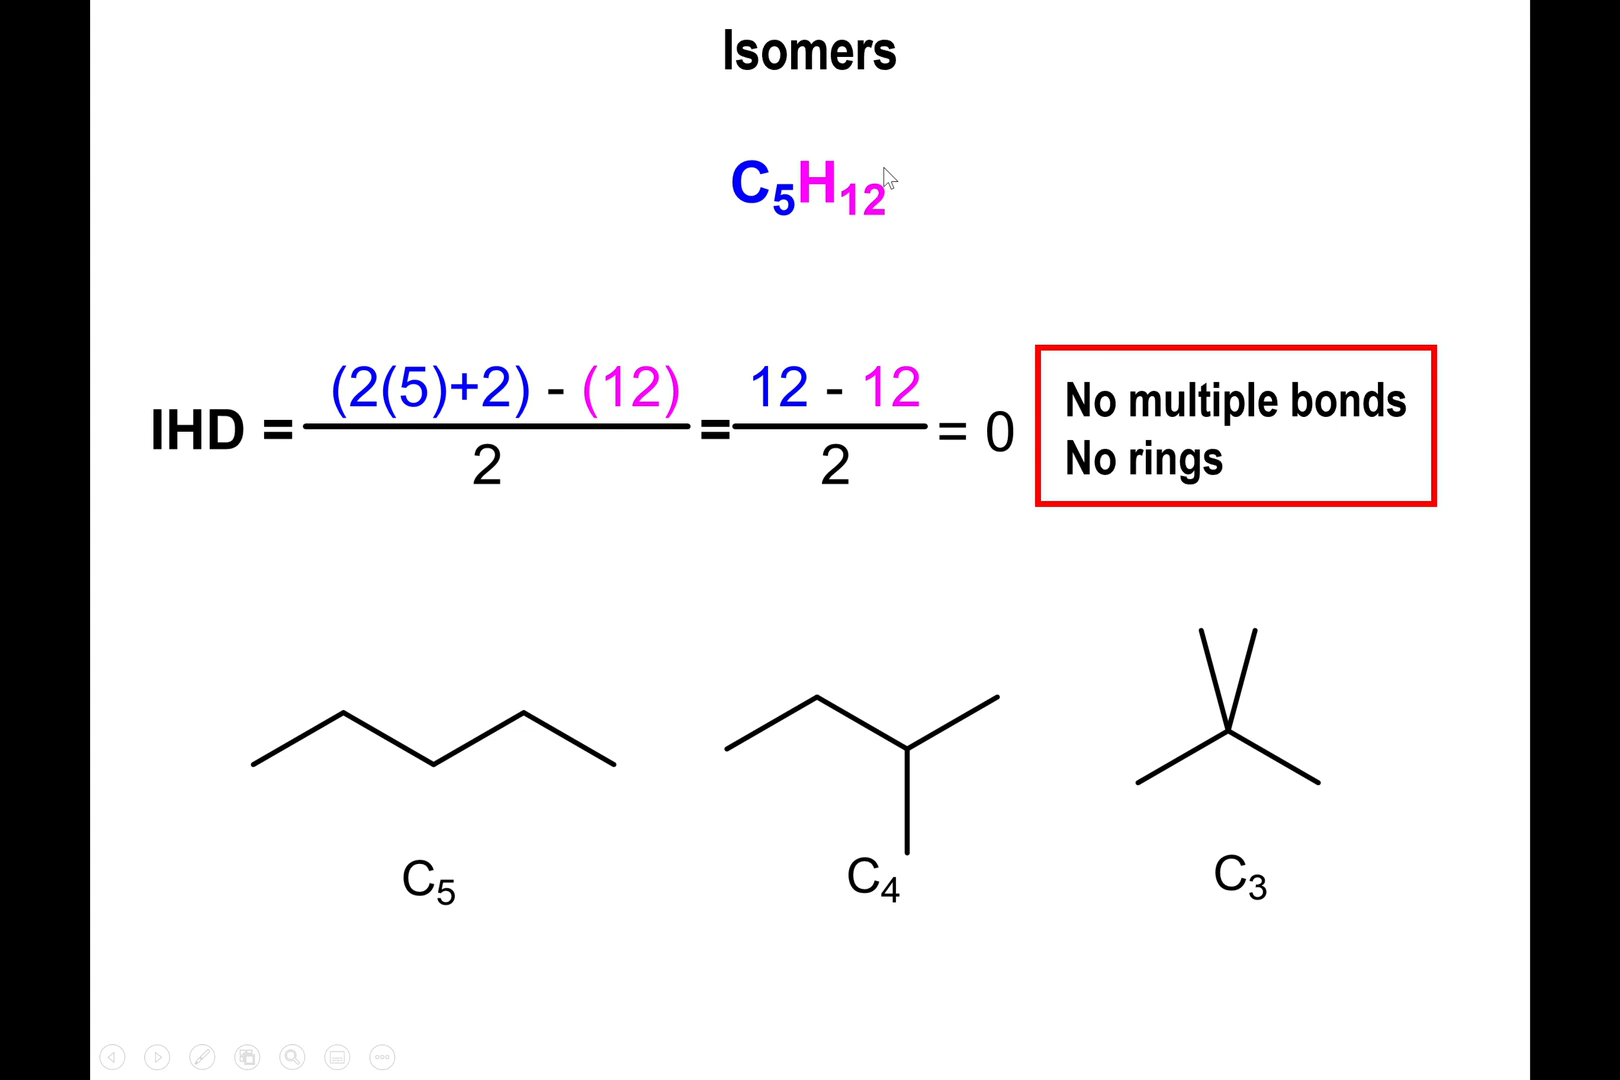 Isomers
C₅H₁₂
IHD = (2(5)+2) - (12) / 2 = 12 - 12 / 2 = 0
No multiple bonds
No rings
C₅ C₄ C₃